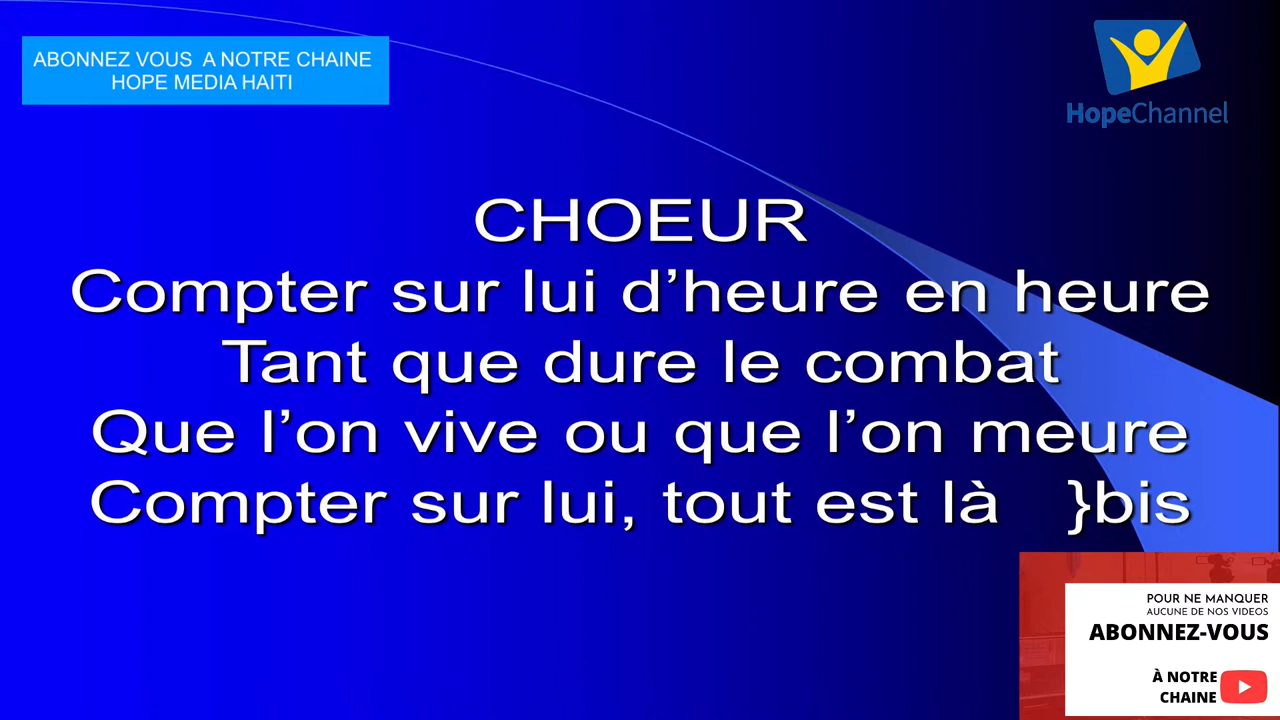 ABONNEZ VOUS A NOTRE CHAINE
HOPE MEDIA HAITI
HopeChannel
CHOEUR
Compter sur lui d’heure en heure
Tant que dure le combat
Que l’on vive ou que l’on meure
Compter sur lui, tout est là }bis
POUR NE MANQUER
AUCUNE DE NOS VIDEOS
ABONNEZ-VOUS
À NOTRE
CHAINE